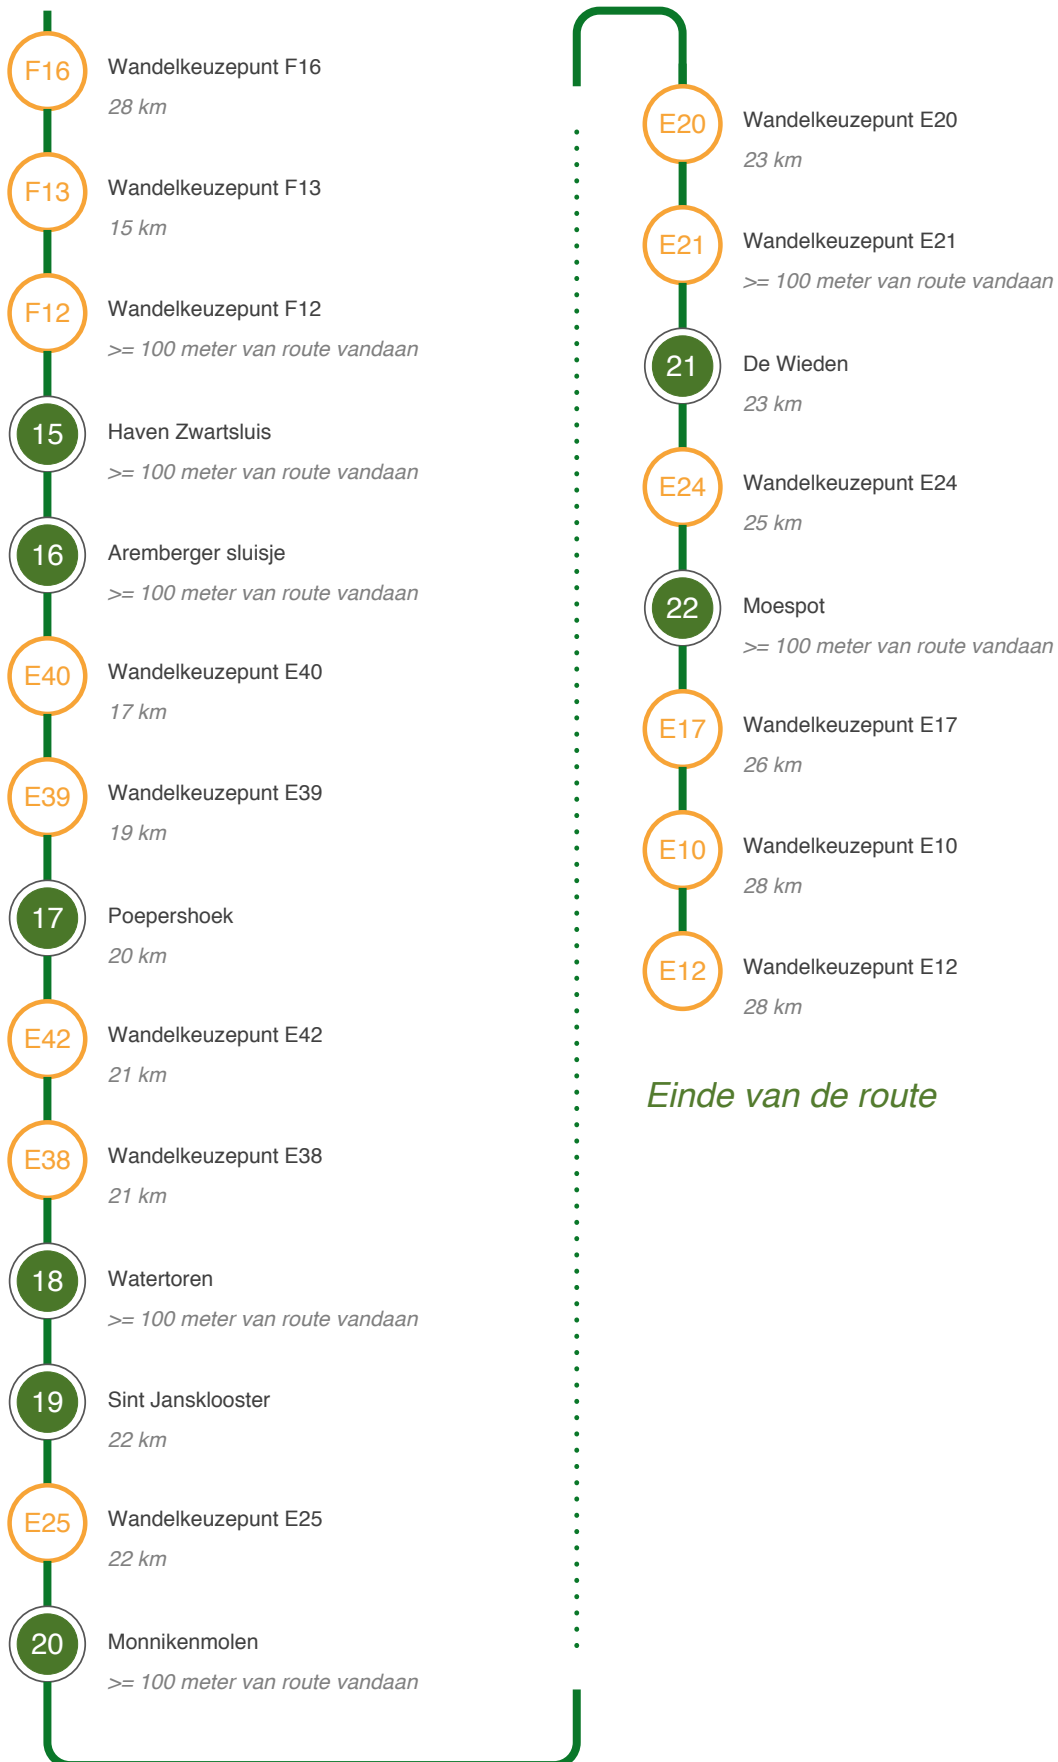 F16
Wandelkeuzepunt F16
28 km
F13
Wandelkeuzepunt F13
15 km
F12
Wandelkeuzepunt F12
>= 100 meter van route vandaan
15
Haven Zwartsluis
>= 100 meter van route vandaan
16
Aremberger sluisje
>= 100 meter van route vandaan
E40
Wandelkeuzepunt E40
17 km
E39
Wandelkeuzepunt E39
19 km
17
Poepershoek
20 km
E42
Wandelkeuzepunt E42
21 km
E38
Wandelkeuzepunt E38
21 km
18
Watertoren
>= 100 meter van route vandaan
19
Sint Jansklooster
22 km
E25
Wandelkeuzepunt E25
22 km
20
Monnikenmolen
>= 100 meter van route vandaan
E20
Wandelkeuzepunt E20
23 km
E21
Wandelkeuzepunt E21
>= 100 meter van route vandaan
21
De Wieden
23 km
E24
Wandelkeuzepunt E24
25 km
22
Moespot
>= 100 meter van route vandaan
E17
Wandelkeuzepunt E17
26 km
E10
Wandelkeuzepunt E10
28 km
E12
Wandelkeuzepunt E12
28 km
Einde van de route